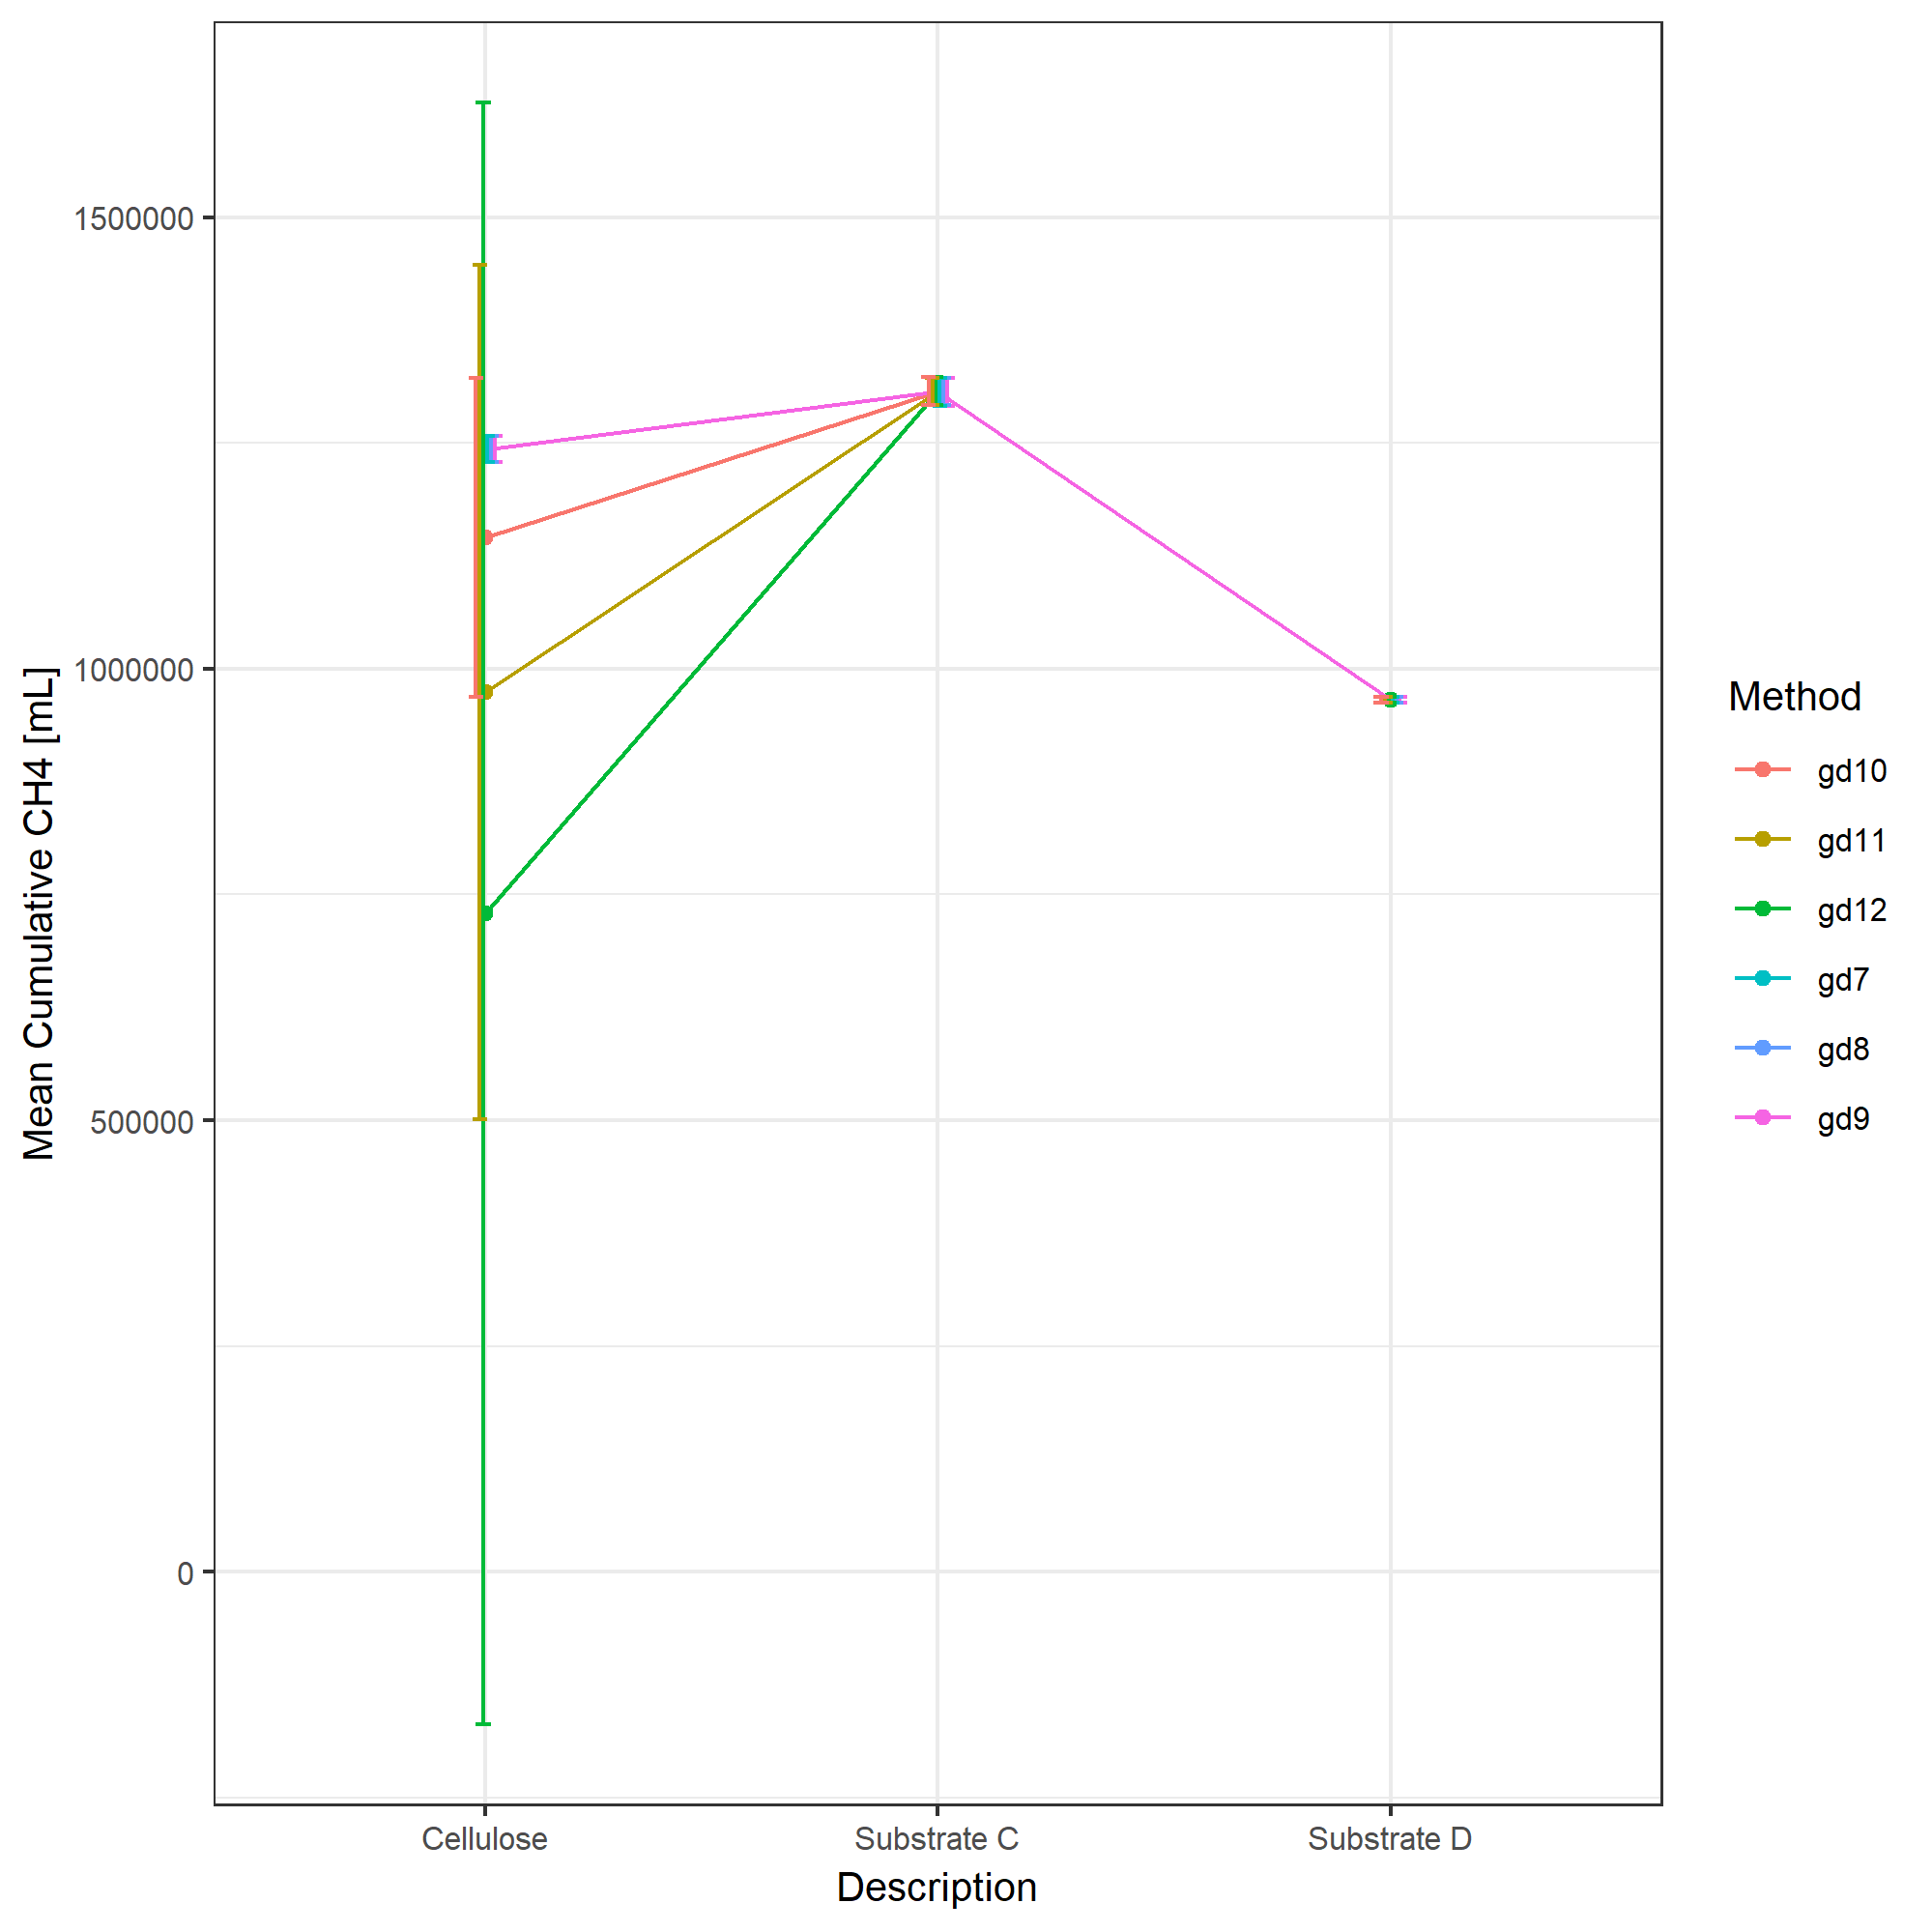 Mean Cumulative CH4 [mL]
1500000
1000000
500000
0
Cellulose
Substrate C
Substrate D
Description
Method
gd10
gd11
gd12
gd7
gd8
gd9